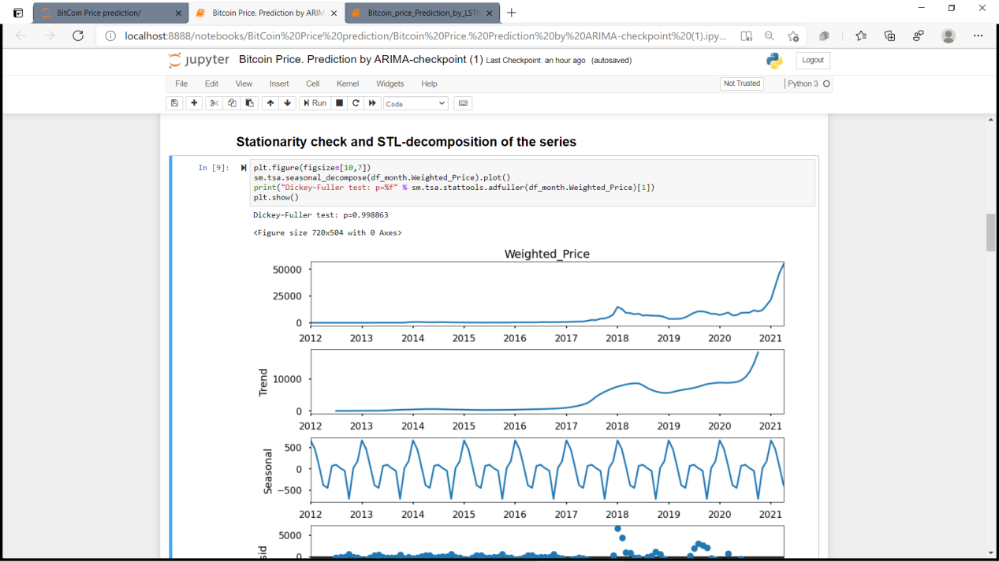 BitCoin Price prediction/
Bitcoin Price. Prediction by ARIM
Bitcoin_price_Prediction_by_LSTM
localhost:8888/notebooks/BitCoin%20Price%20prediction/Bitcoin%20Price.%20Prediction%20by%20ARIMA-checkpoint%20(1).ipy...
jupyter Bitcoin Price. Prediction by ARIMA-checkpoint (1) Last Checkpoint: an hour ago (autosaved)
Logout
File Edit View Insert Cell Kernel Widgets Help
Not Trusted
Python 3
Run
Code
Stationarity check and STL-decomposition of the series
In [9]:
plt.figure(figsize=[10,7])
sm.tsa.seasonal_decompose(df_month.Weighted_Price).plot()
print("Dickey–Fuller test: p=%f" % sm.tsa.stattools.adfuller(df_month.Weighted_Price)[1])
plt.show()
Dickey–Fuller test: p=0.998863
<Figure size 720x504 with 0 Axes>
Weighted_Price
50000
25000
0
2012 2013 2014 2015 2016 2017 2018 2019 2020 2021
Trend
10000
0
2012 2013 2014 2015 2016 2017 2018 2019 2020 2021
Seasonal
500
0
−500
2012 2013 2014 2015 2016 2017 2018 2019 2020 2021
5000
0
sid